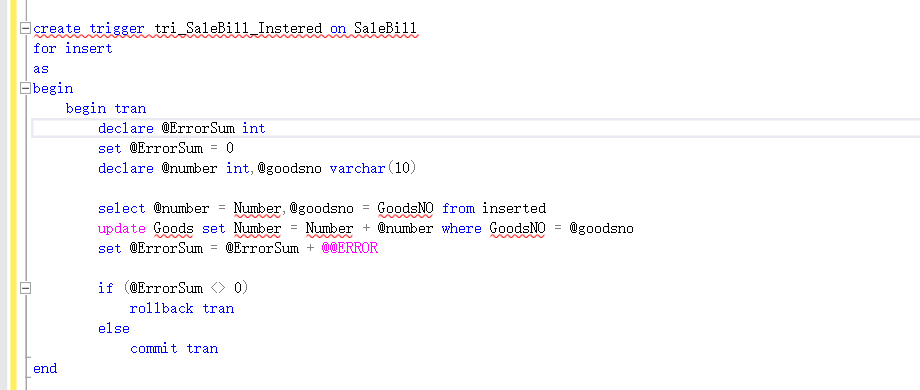 create trigger tri_SaleBill_Instered on SaleBill
for insert
as
begin
begin tran
declare @ErrorSum int
set @ErrorSum = 0
declare @number int,@goodsno varchar(10)
select @number = Number,@goodsno = GoodsNO from inserted
update Goods set Number = Number + @number where GoodsNO = @goodsno
set @ErrorSum = @ErrorSum + @@ERROR
if (@ErrorSum <> 0)
rollback tran
else
commit tran
end